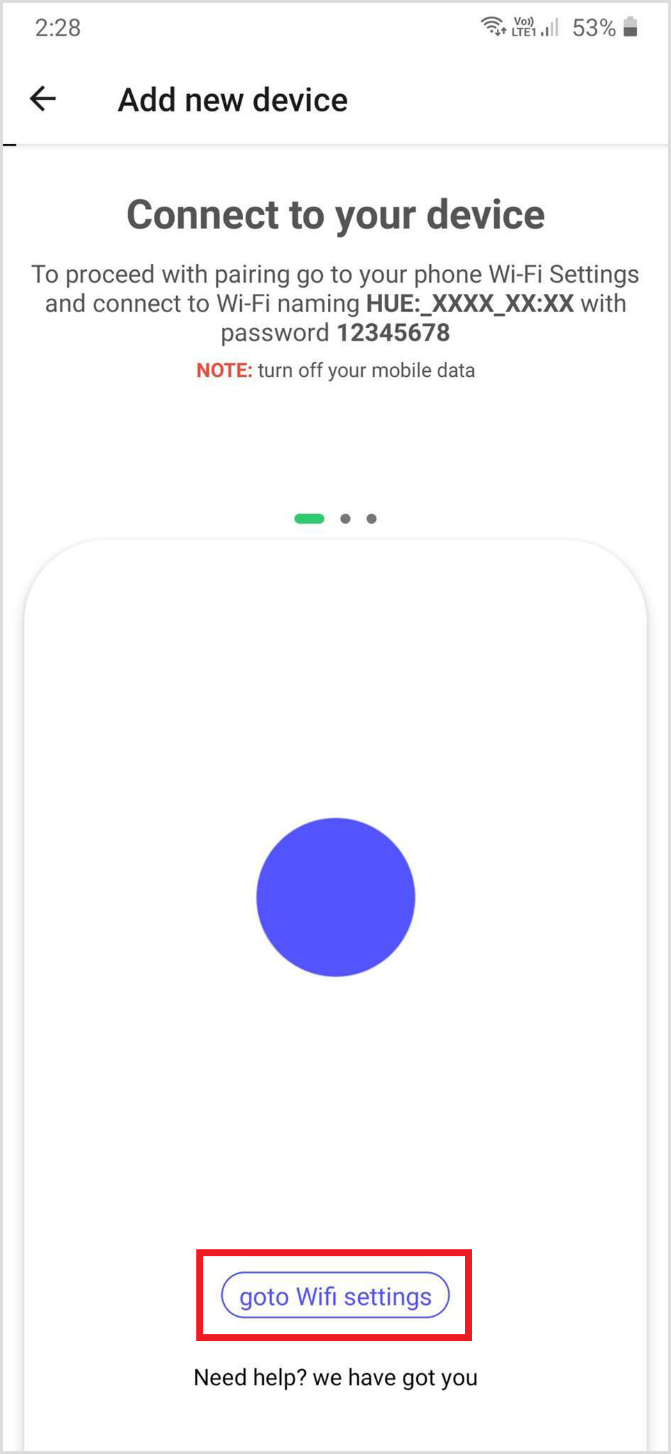 2:28 Vo)) LTE1 53%
Add new device
Connect to your device
To proceed with pairing go to your phone Wi-Fi Settings
and connect to Wi-Fi naming HUE:_XXXX_XX:XX with
password 12345678
NOTE: turn off your mobile data
goto Wifi settings
Need help? we have got you